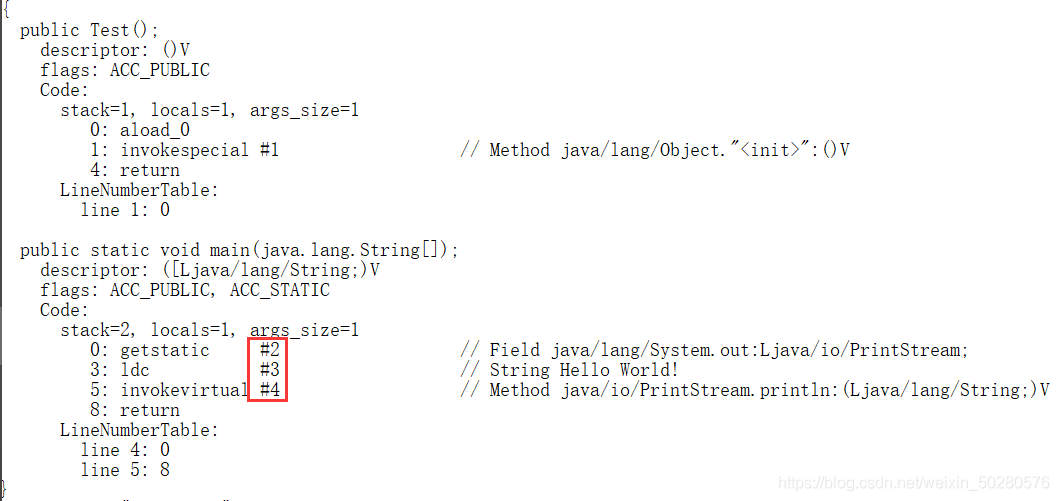 {
  public Test();
    descriptor: ()V
    flags: ACC_PUBLIC
    Code:
      stack=1, locals=1, args_size=1
         0: aload_0
         1: invokespecial #1                  // Method java/lang/Object."<init>":()V
         4: return
      LineNumberTable:
        line 1: 0

  public static void main(java.lang.String[]);
    descriptor: ([Ljava/lang/String;)V
    flags: ACC_PUBLIC, ACC_STATIC
    Code:
      stack=2, locals=1, args_size=1
         0: getstatic     #2                  // Field java/lang/System.out:Ljava/io/PrintStream;
         3: ldc           #3                  // String Hello World!
         5: invokevirtual #4                  // Method java/io/PrintStream.println:(Ljava/lang/String;)V
         8: return
      LineNumberTable:
        line 4: 0
        line 5: 8
}
https://blog.csdn.net/weixin_50280576